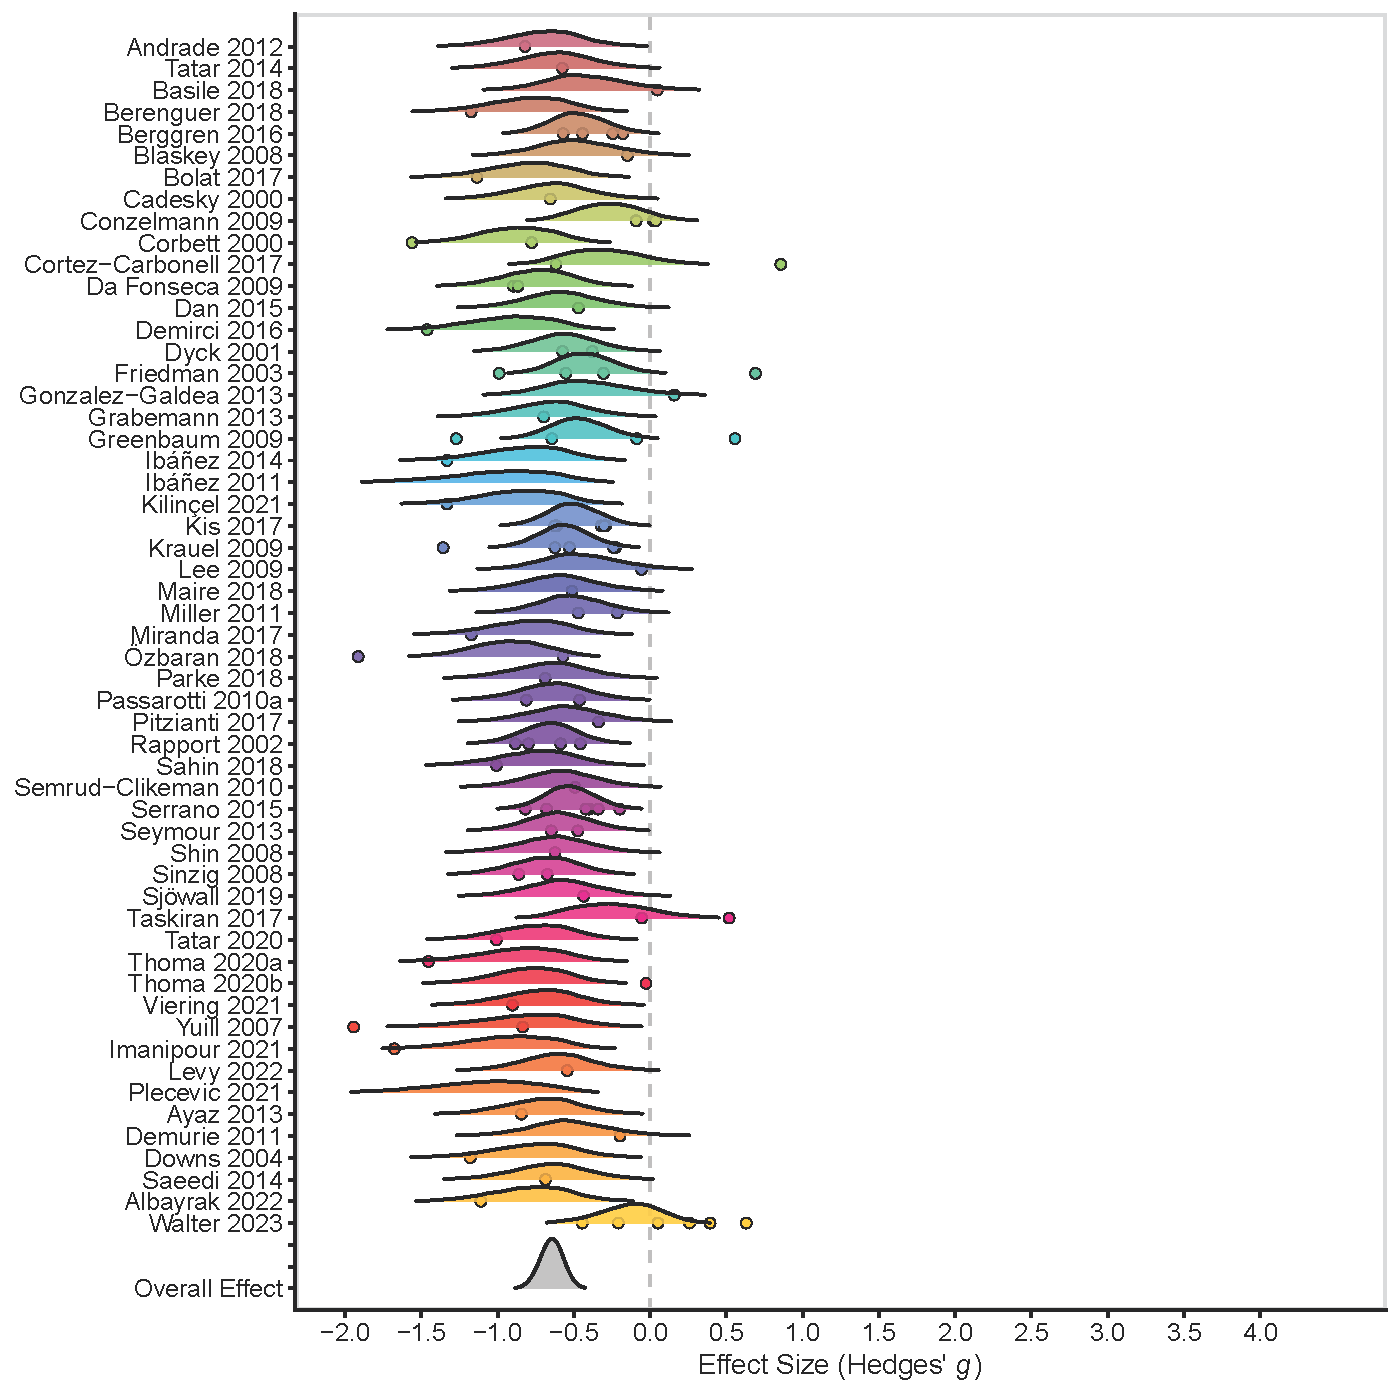 Andrade 2012
Tatar 2014
Basile 2018
Berenguer 2018
Berggren 2016
Blaskey 2008
Bolat 2017
Cadesky 2000
Conzelmann 2009
Corbett 2000
Cortez−Carbonell 2017
Da Fonseca 2009
Dan 2015
Demirci 2016
Dyck 2001
Friedman 2003
Gonzalez−Galdea 2013
Grabemann 2013
Greenbaum 2009
Ibáñez 2014
Ibáñez 2011
Kilinçel 2021
Kis 2017
Krauel 2009
Lee 2009
Maire 2018
Miller 2011
Miranda 2017
Özbaran 2018
Parke 2018
Passarotti 2010a
Pitzianti 2017
Rapport 2002
Sahin 2018
Semrud−Clikeman 2010
Serrano 2015
Seymour 2013
Shin 2008
Sinzig 2008
Sjöwall 2019
Taskiran 2017
Tatar 2020
Thoma 2020a
Thoma 2020b
Viering 2021
Yuill 2007
Imanipour 2021
Levy 2022
Plecevic 2021
Ayaz 2013
Demurie 2011
Downs 2004
Saeedi 2014
Albayrak 2022
Walter 2023
Overall Effect
−2.0 −1.5 −1.0 −0.5 0.0 0.5 1.0 1.5 2.0 2.5 3.0 3.5 4.0
Effect Size (Hedges' g)